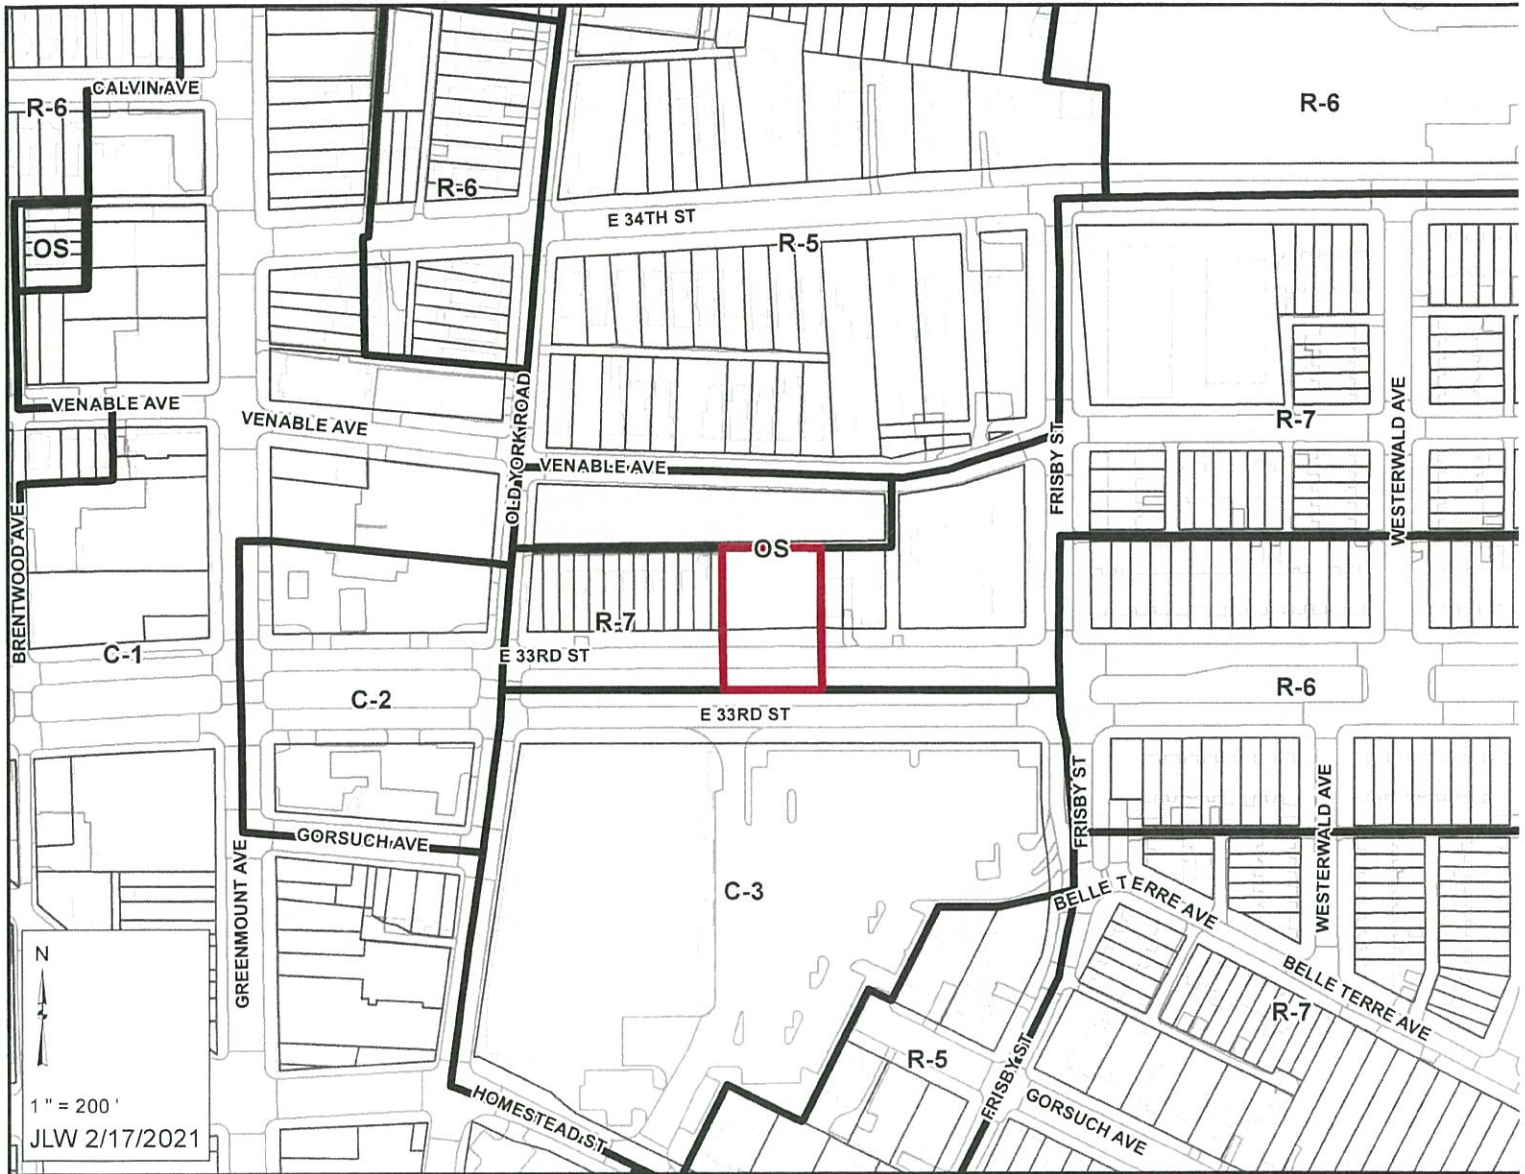 CALVIN AVE
R-6
R-6
R-6
E 34TH ST
R-5
OS
VENABLE AVE
VENABLE AVE
OLD YORK ROAD
VENABLE AVE
FRISBY ST
R-7
WESTERWALD AVE
BRENTWOOD AVE
OS
R-7
C-1
E 33RD ST
C-2
E 33RD ST
R-6
GORSUCH AVE
GREENMOUNT AVE
C-3
FRISBY ST
WESTERWALD AVE
BELLE TERRE AVE
BELLE TERRE AVE
R-7
R-5
FRISBY ST
GORSUCH AVE
HOMESTEAD ST
N
1 " = 200 '
JLW 2/17/2021